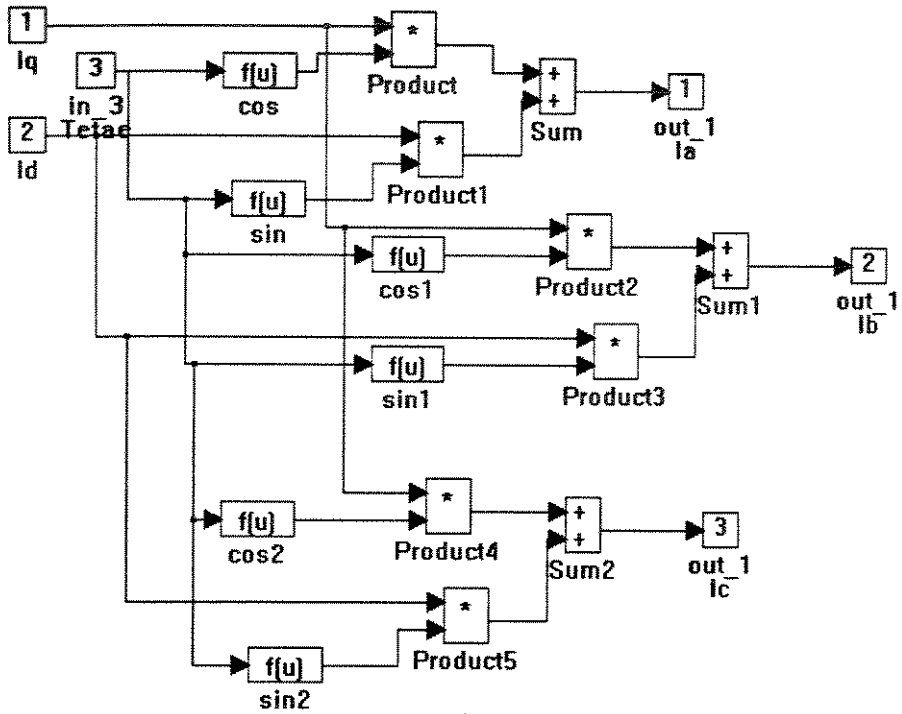 1
Iq
*
Product
3
in_3
Tetae
f(u)
cos
+
+
Sum
1
out_1
Ia
2
Id
*
Product1
f(u)
sin
*
Product2
f(u)
cos1
+
+
Sum1
2
out_1
Ib
*
Product3
f(u)
sin1
*
Product4
f(u)
cos2
+
+
Sum2
3
out_1
Ic
*
Product5
f(u)
sin2